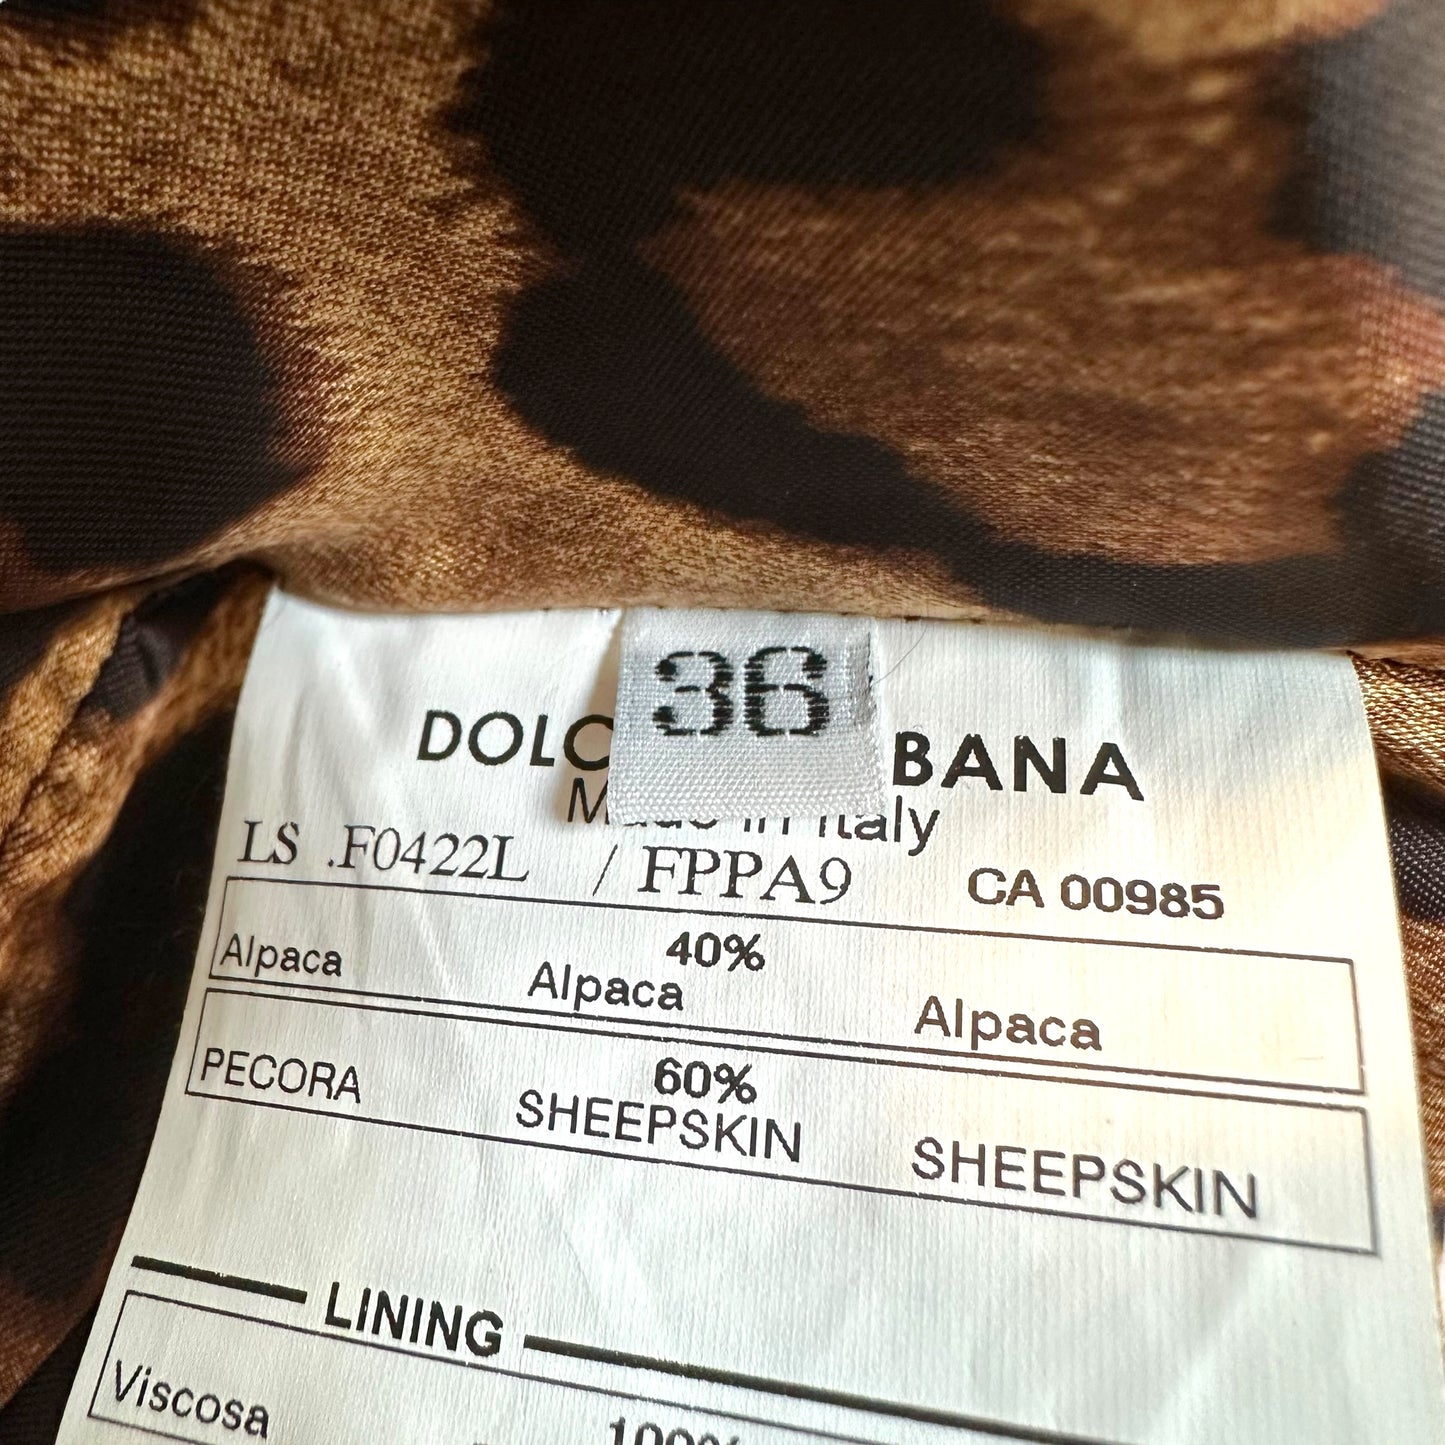 36
DOLC BANA
Made in Italy
LS .F0422L / FPPA9 CA 00985
40%
Alpaca Alpaca Alpaca
60%
PECORA SHEEPSKIN SHEEPSKIN
LINING
Viscosa 100%